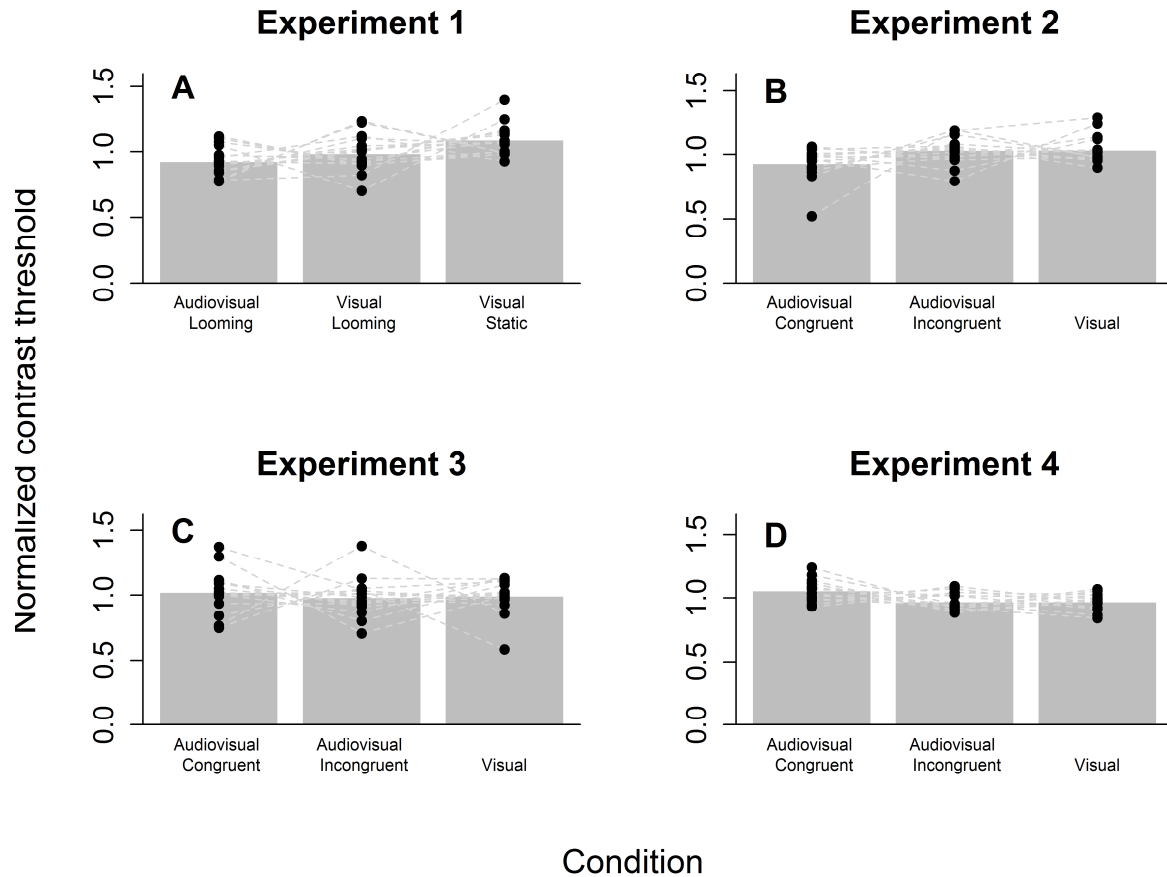 Experiment 1
Experiment 2
Normalized contrast threshold
A
1.5
1.0
0.5
0.0
Audiovisual Looming
Visual Looming
Visual Static
B
1.5
1.0
0.5
0.0
Audiovisual Congruent
Audiovisual Incongruent
Visual
Experiment 3
Experiment 4
C
1.5
1.0
0.5
0.0
Audiovisual Congruent
Audiovisual Incongruent
Visual
D
1.5
1.0
0.5
0.0
Audiovisual Congruent
Audiovisual Incongruent
Visual
Condition